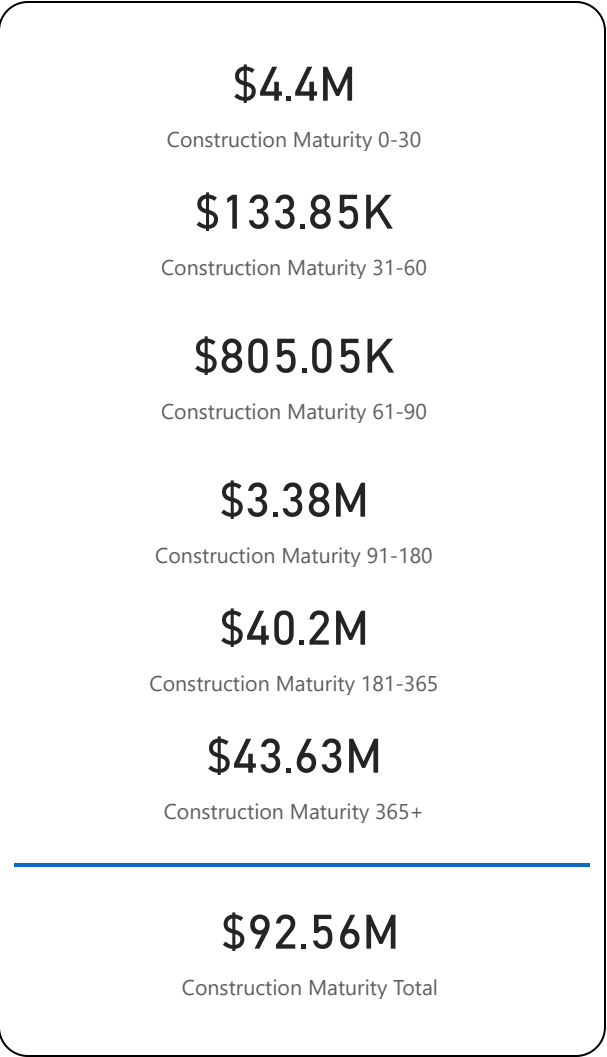 $4.4M
Construction Maturity 0-30
$133.85K
Construction Maturity 31-60
$805.05K
Construction Maturity 61-90
$3.38M
Construction Maturity 91-180
$40.2M
Construction Maturity 181-365
$43.63M
Construction Maturity 365+
$92.56M
Construction Maturity Total